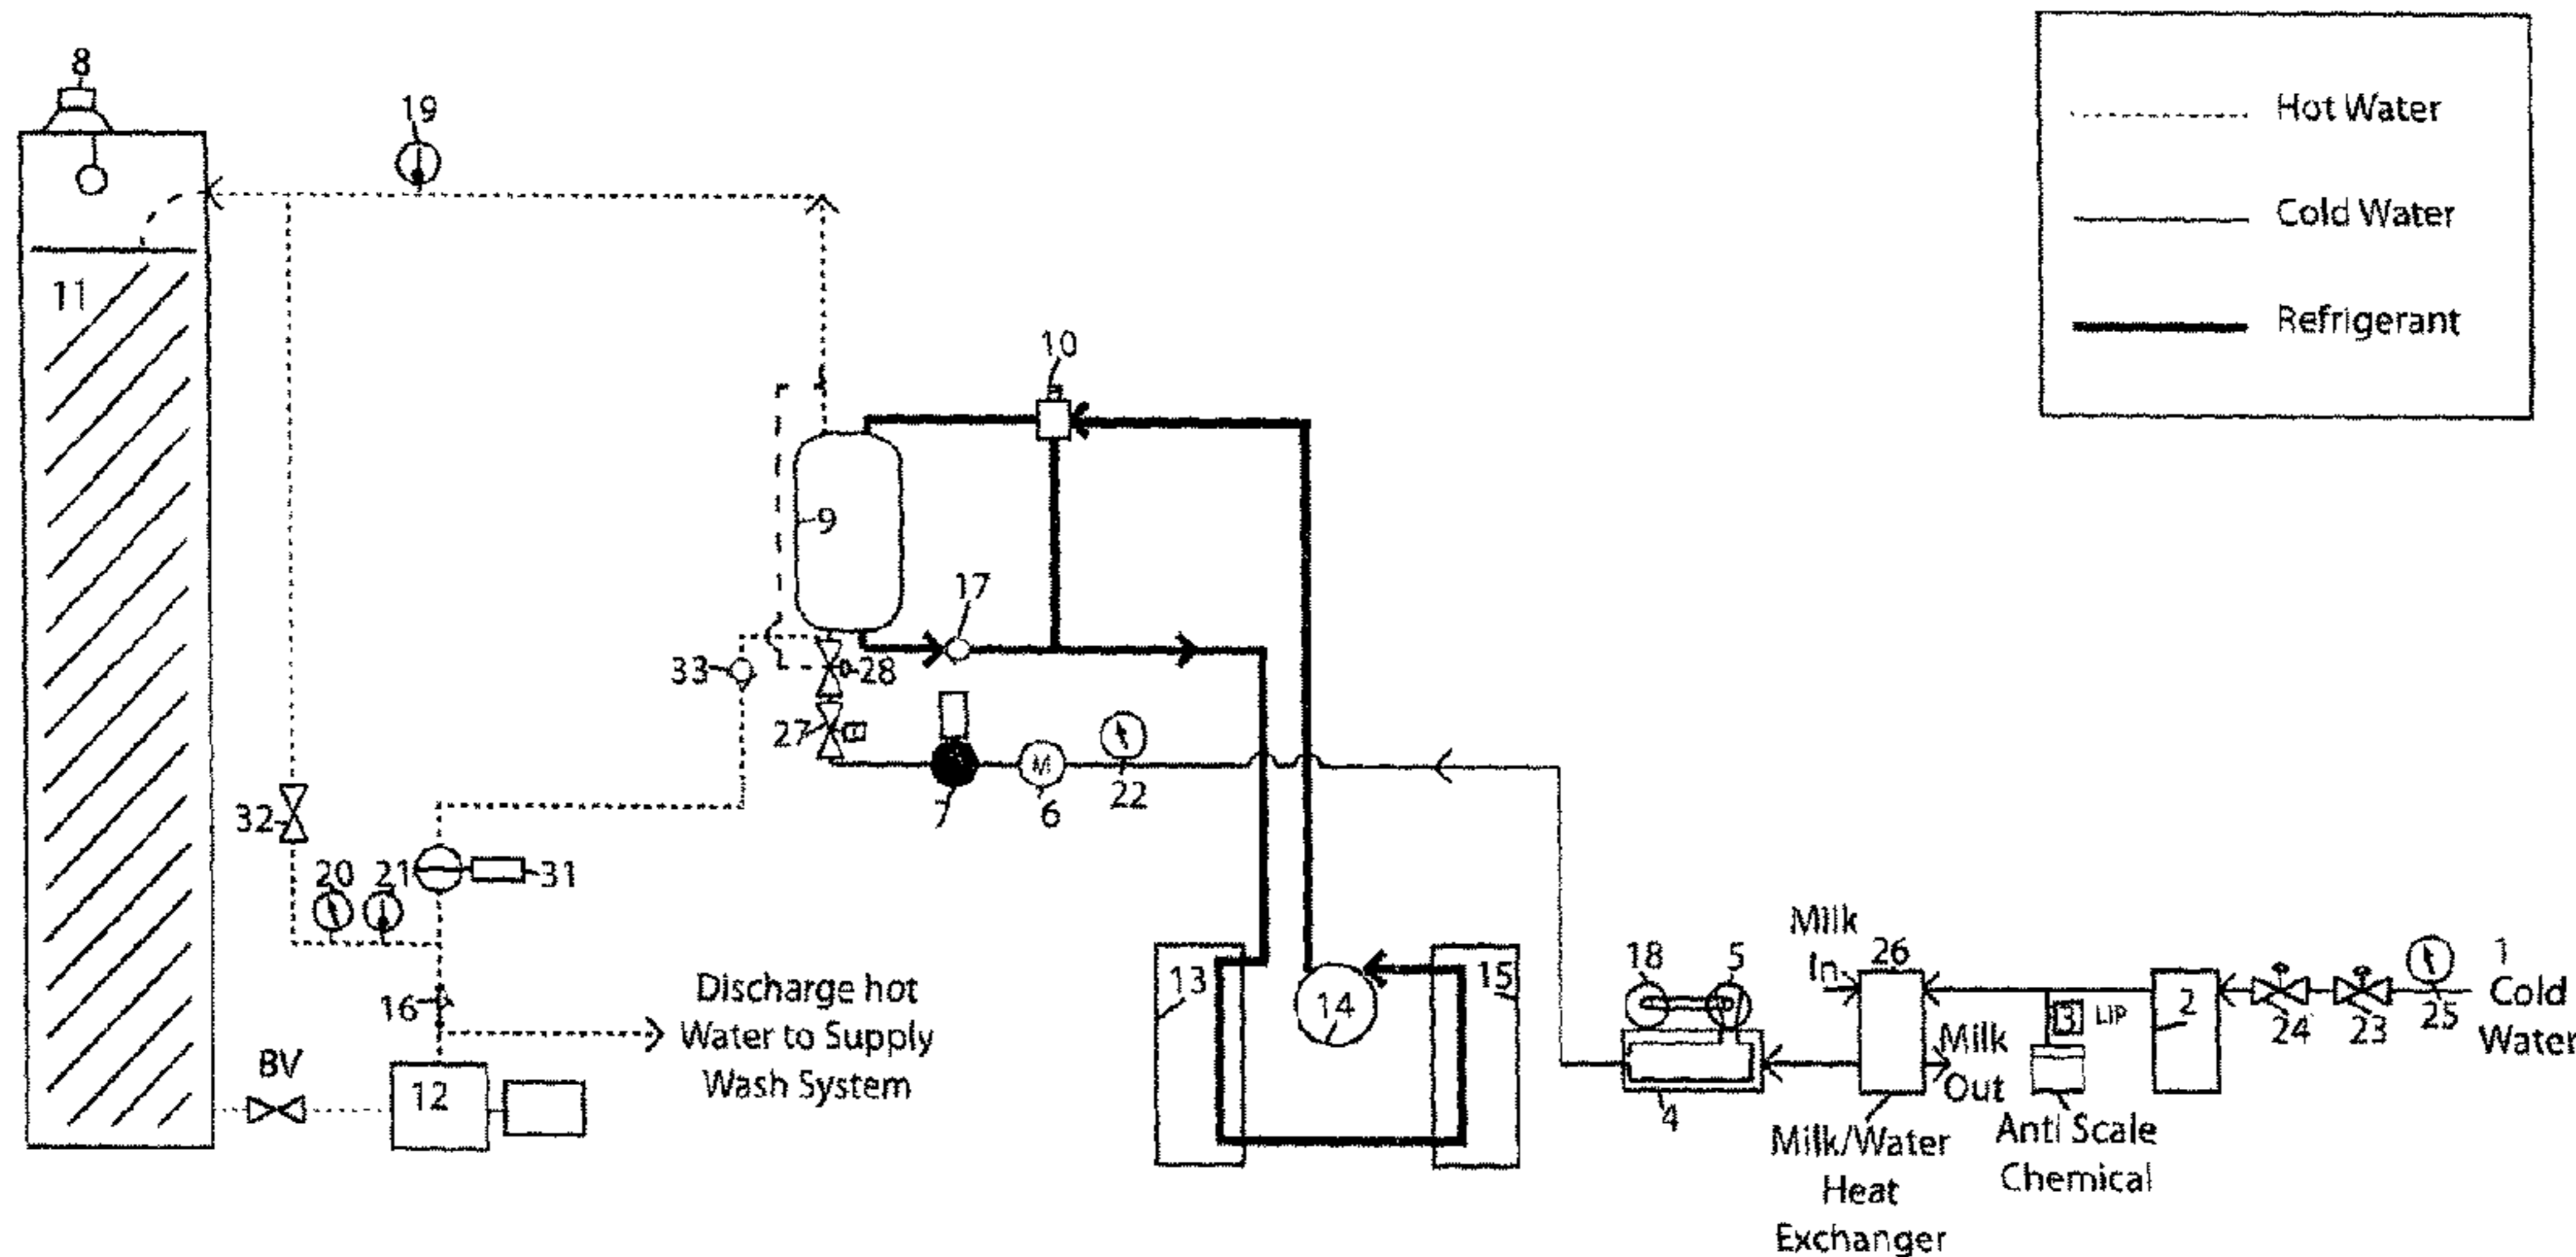 8
19
Hot Water
Cold Water
Refrigerant
11
10
9
17
33
28
27
M
7
6
22
32
20
21
31
16
Discharge hot
Water to Supply
Wash System
BV
12
13
14
15
18
5
4
Milk
In
26
Milk
Out
Milk/Water
Heat
Exchanger
3
LIP
Anti Scale
Chemical
2
24
23
25
1
Cold
Water